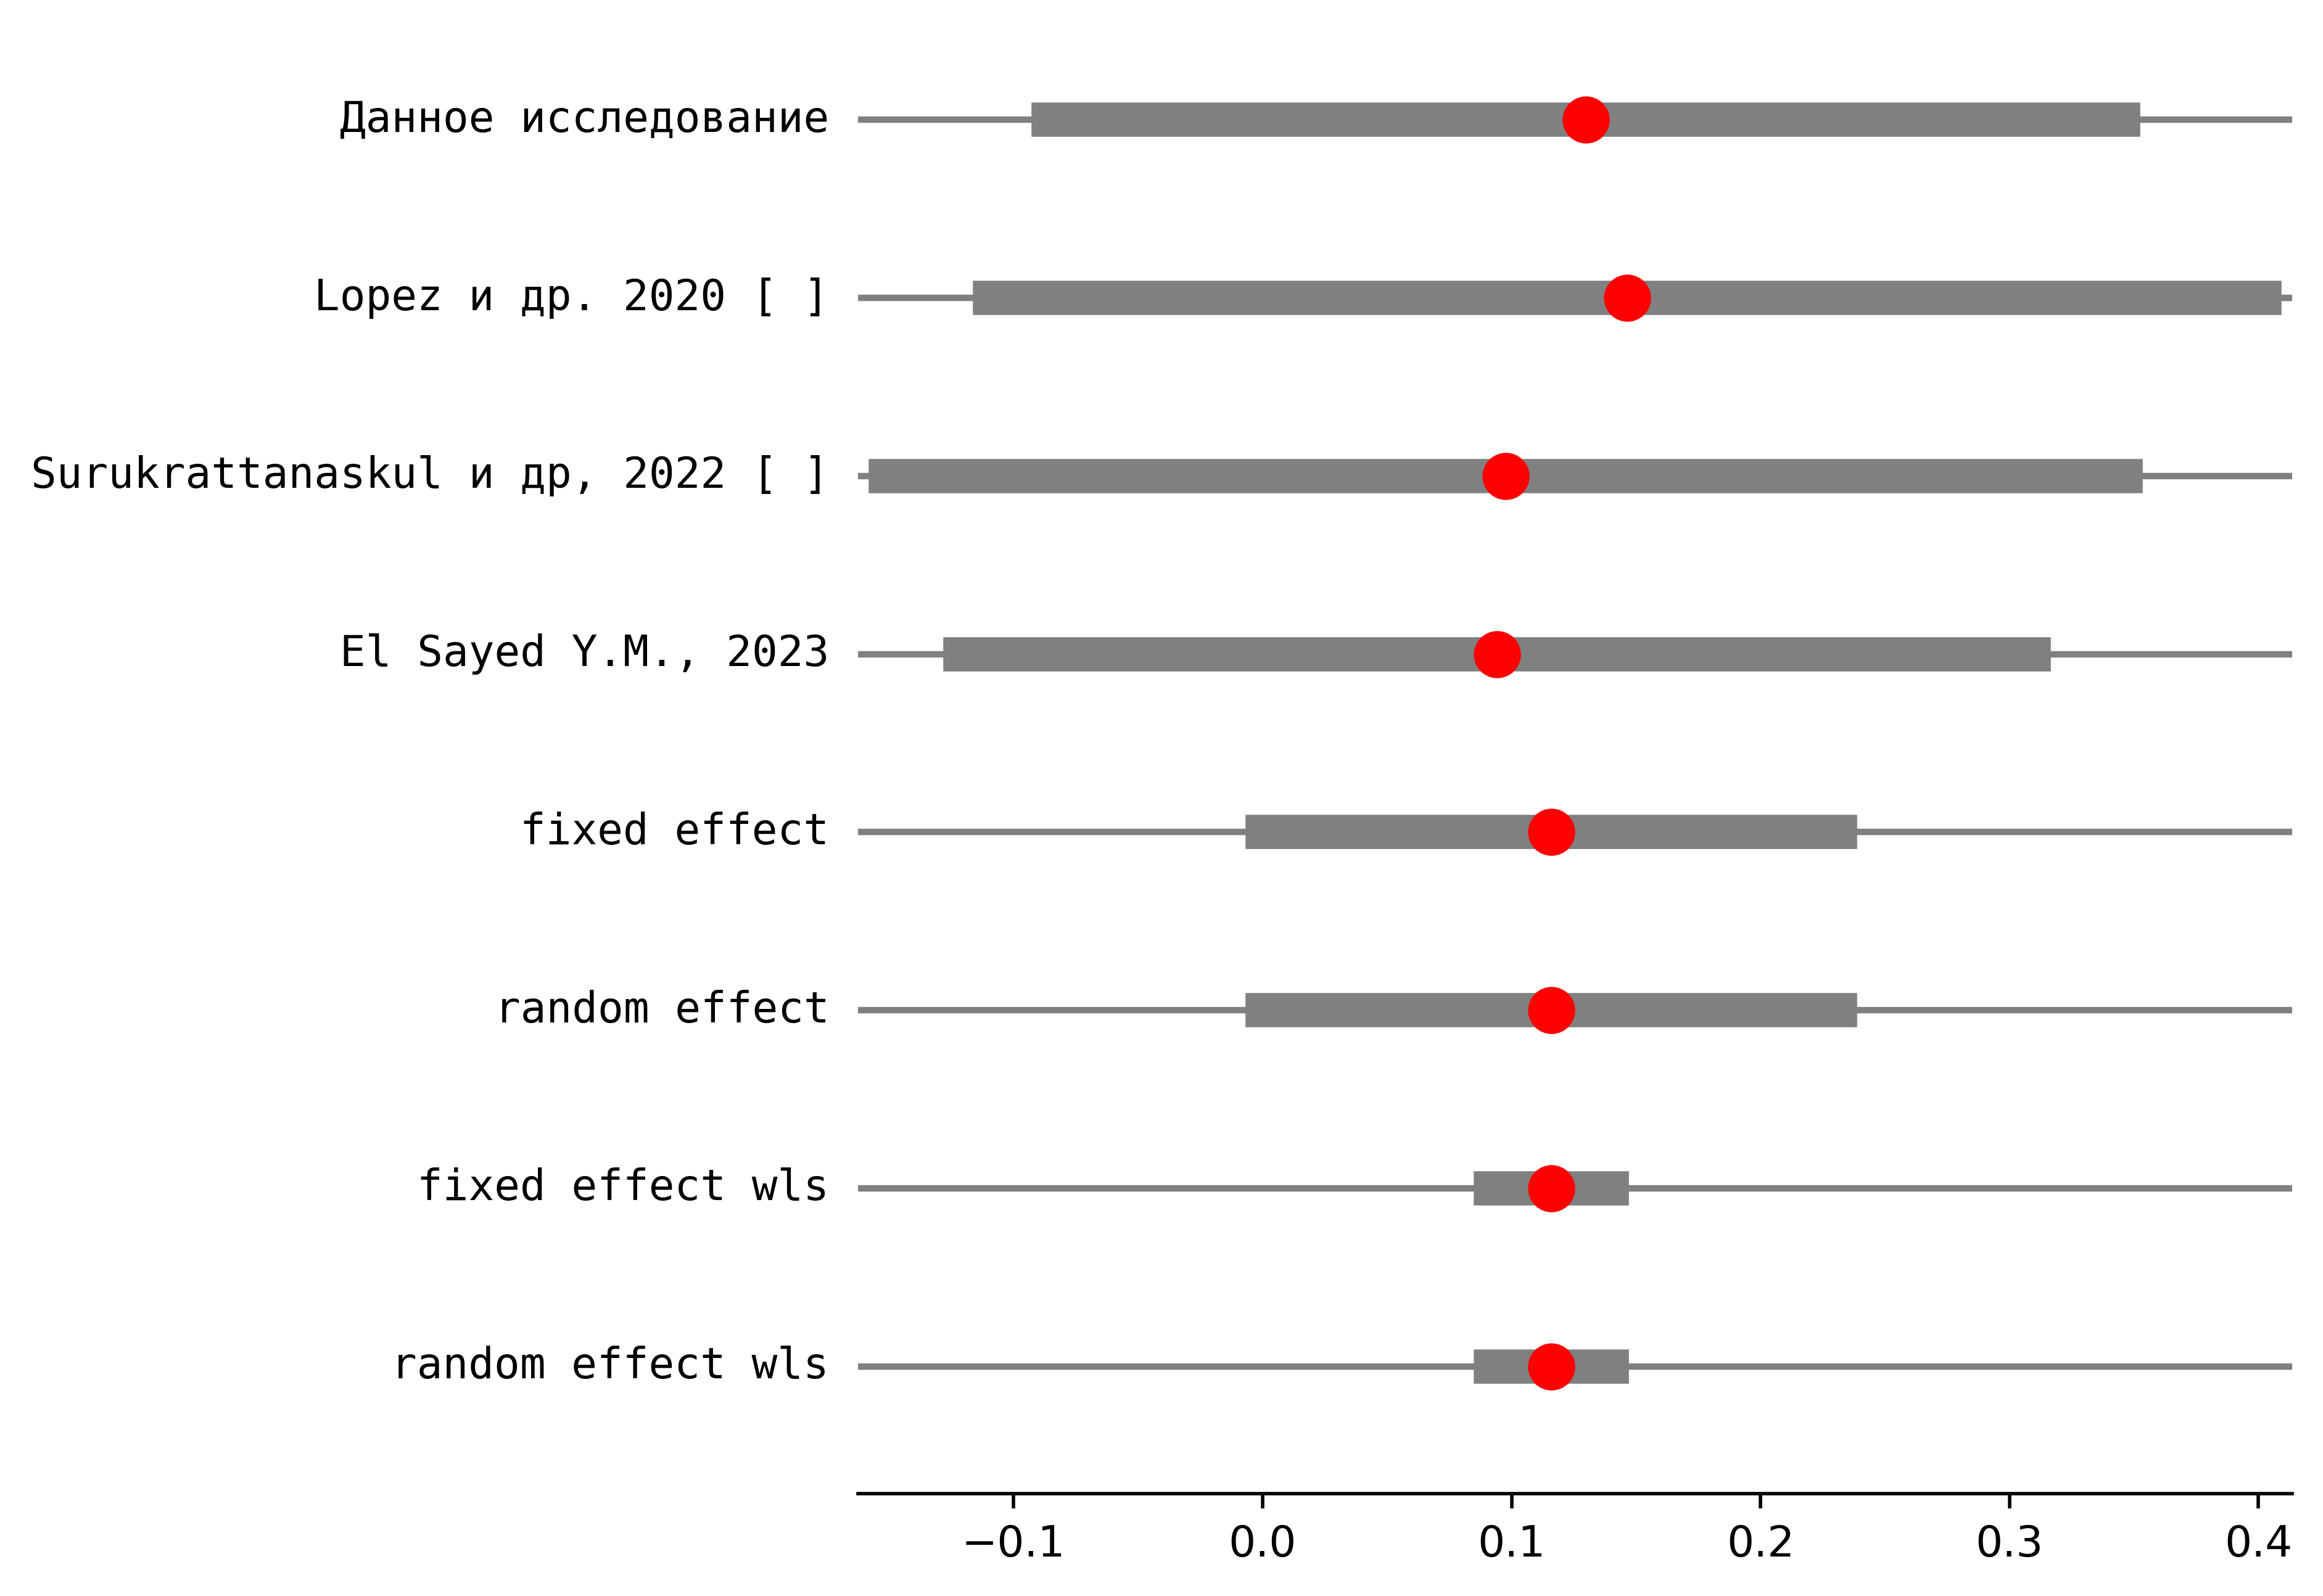 Данное исследование
Lopez и др. 2020 [ ]
Surukrattanaskul и др, 2022 [ ]
El Sayed Y.M., 2023
fixed effect
random effect
fixed effect wls
random effect wls
−0.1 0.0 0.1 0.2 0.3 0.4